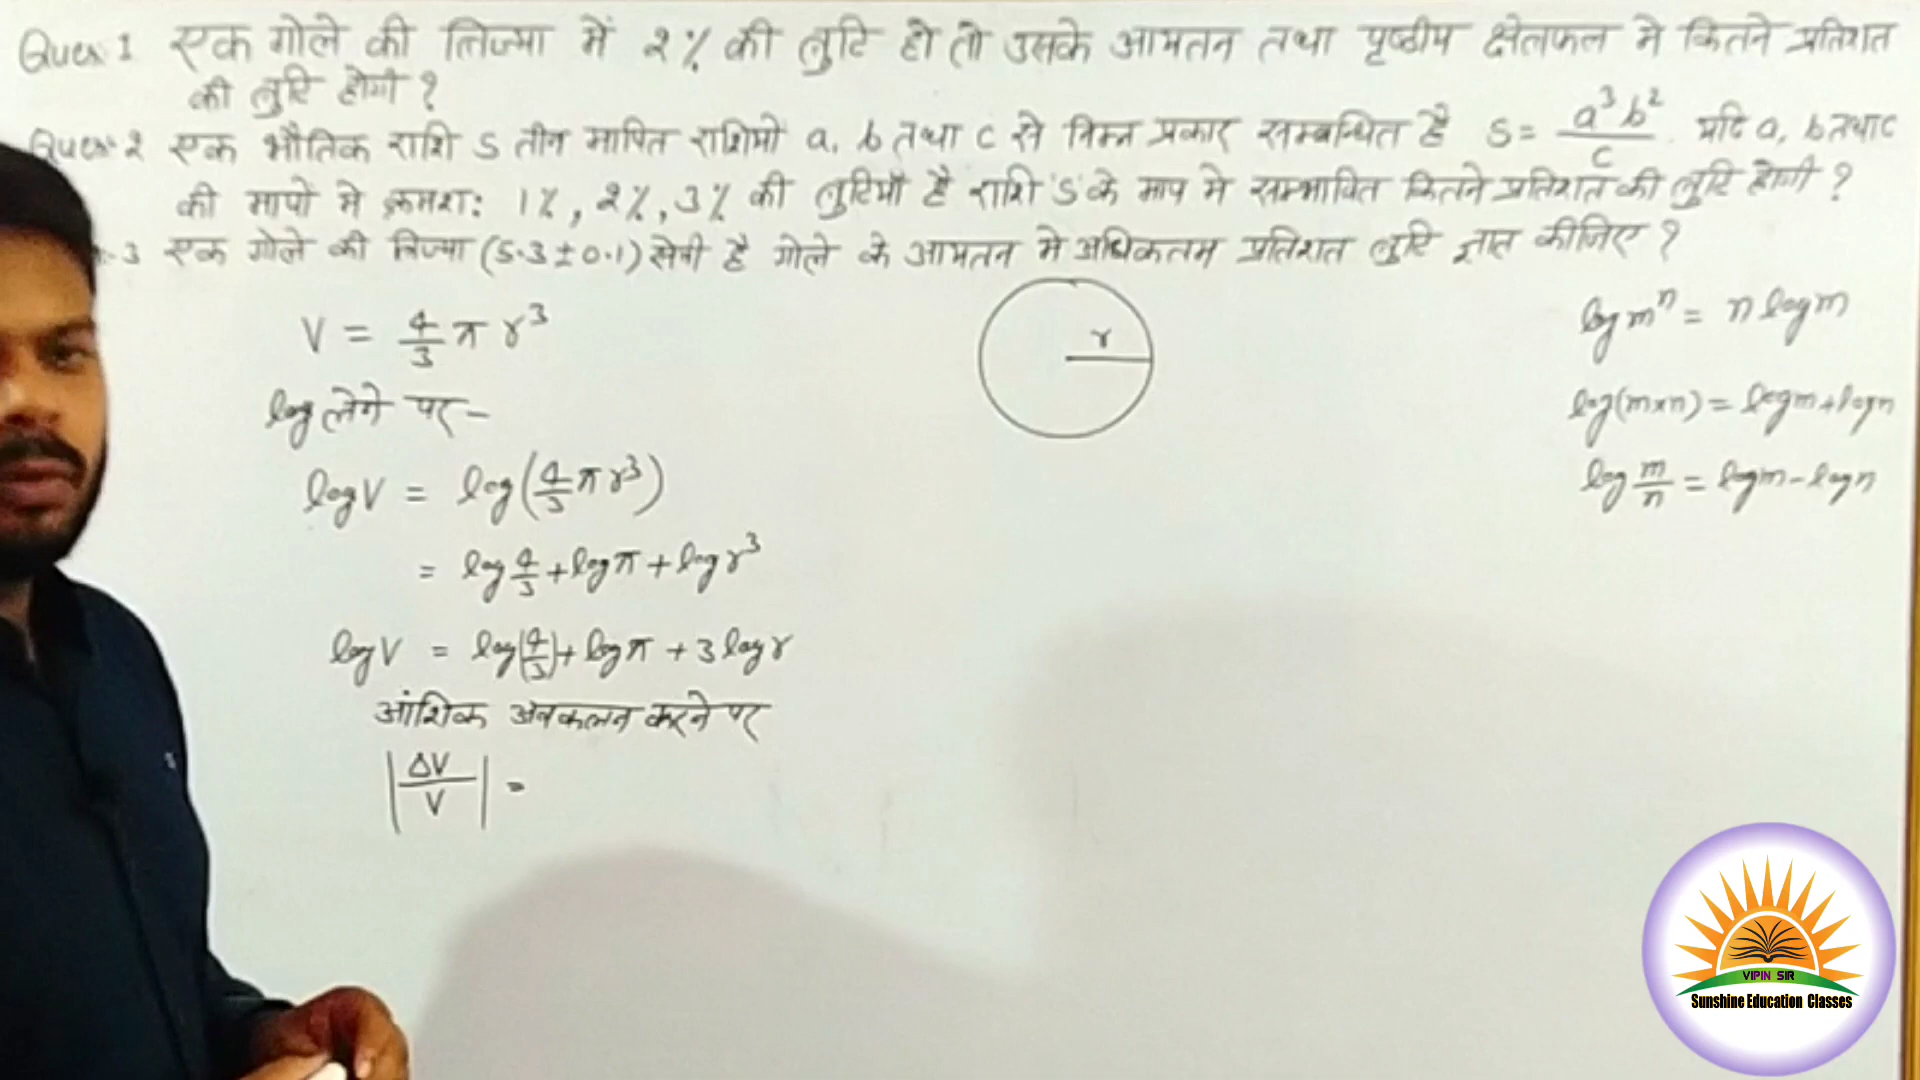 Ques 1 एक गोले की त्रिज्या में 2% की त्रुटि हो तो उसके आयतन तथा पृष्ठीय क्षेत्रफल मे कितने प्रतिशत
की त्रुटि होगी ?
Ques 2 एक भौतिक राशि S तीन मापित राशियो a, b तथा c से निम्न प्रकार सम्बन्धित है S = a³b²/c . यदि a, b तथा c
की मापो मे क्रमश: 1%, 2%, 3% की त्रुटियाँ है राशि 'S' के माप मे सम्भावित कितने प्रतिशत की त्रुटि होगी ?
3 एक गोले की त्रिज्या (5.3 ± 0.1) सेमी है गोले के आयतन मे अधिकतम प्रतिशत त्रुटि ज्ञात कीजिए ?
V = 4/3 π r³
r
log mⁿ = n log m
log लेने पर -
log(m×n) = log m + log n
log V = log(4/3 π r³)
log m/n = log m - log n
= log 4/3 + log π + log r³
log V = log(4/3) + log π + 3 log r
आंशिक अवकलन करने पर
|ΔV/V| =
VIPIN SIR
Sunshine Education Classes